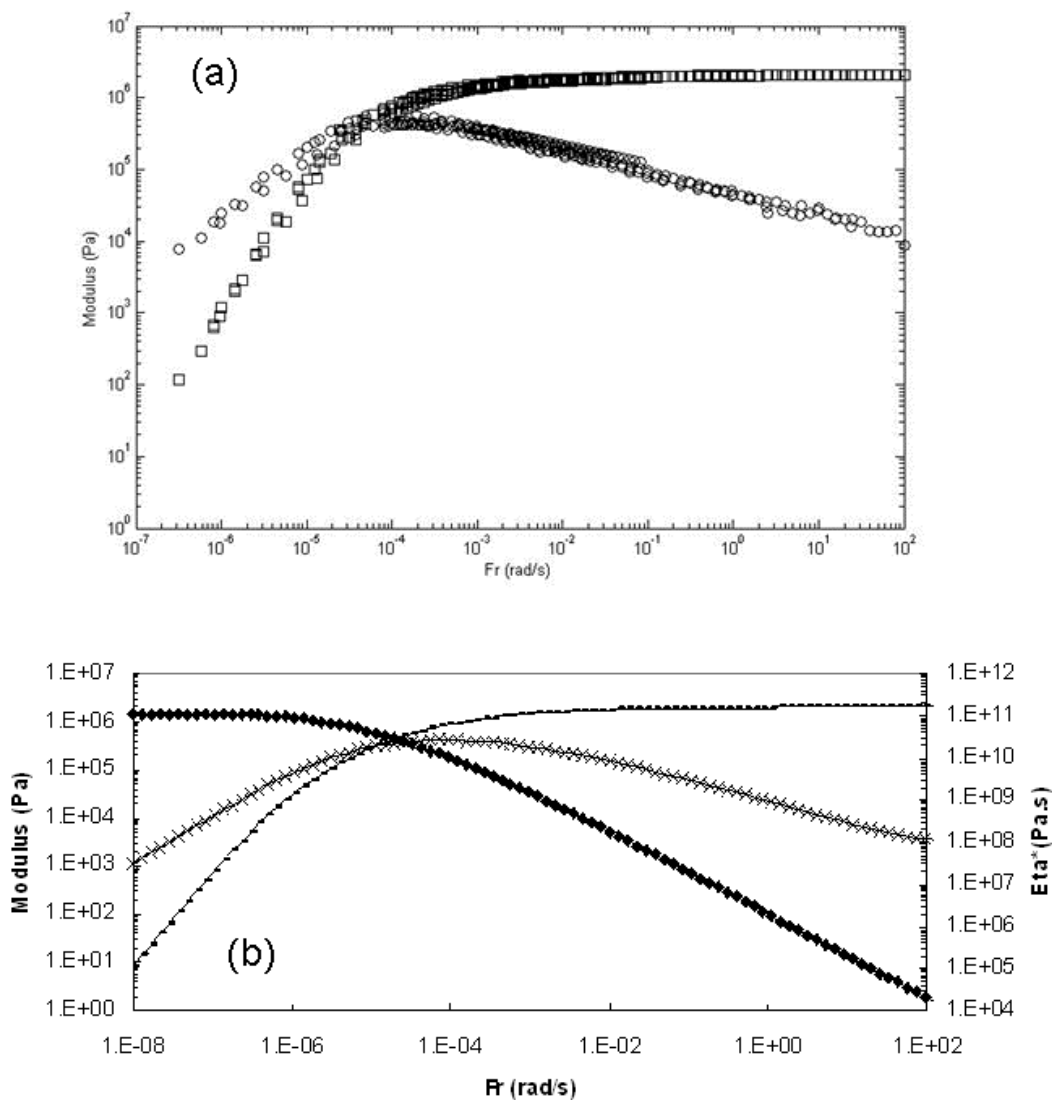 (a)
Modulus (Pa)
10^7
10^6
10^5
10^4
10^3
10^2
10^1
10^0
10^-7 10^-6 10^-5 10^-4 10^-3 10^-2 10^-1 10^0 10^1 10^2
Fr (rad/s)
(b)
Modulus (Pa)
1.E+07
1.E+06
1.E+05
1.E+04
1.E+03
1.E+02
1.E+01
1.E+00
1.E+12
1.E+11
1.E+10
1.E+09
1.E+08
1.E+07
1.E+06
1.E+05
1.E+04
Eta* (Pa.s)
1.E-08 1.E-06 1.E-04 1.E-02 1.E+00 1.E+02
Fr (rad/s)